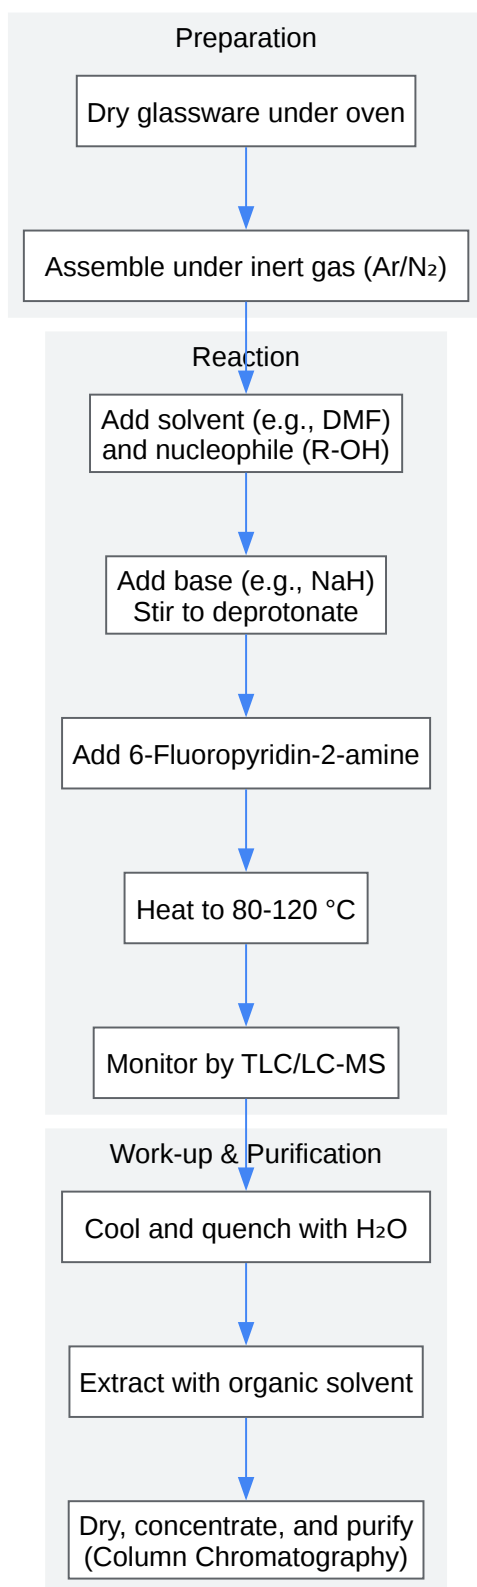 Preparation
Dry glassware under oven
Assemble under inert gas (Ar/N₂)
Reaction
Add solvent (e.g., DMF)
and nucleophile (R-OH)
Add base (e.g., NaH)
Stir to deprotonate
Add 6-Fluoropyridin-2-amine
Heat to 80-120 °C
Monitor by TLC/LC-MS
Work-up & Purification
Cool and quench with H₂O
Extract with organic solvent
Dry, concentrate, and purify
(Column Chromatography)